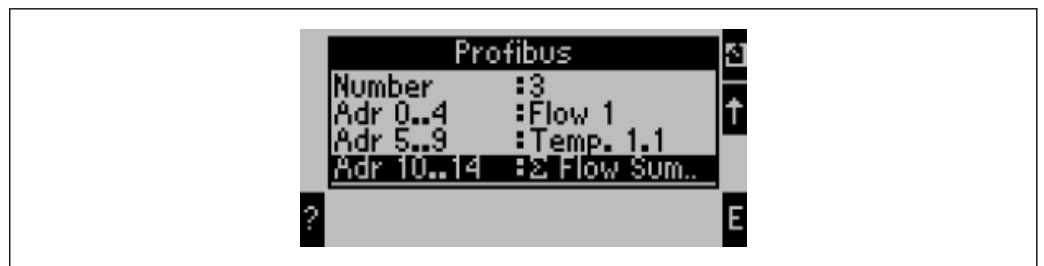 Profibus
Number :3
Adr 0..4 :Flow 1
Adr 5..9 :Temp. 1.1
Adr 10..14 :Σ Flow Sum..
?
E